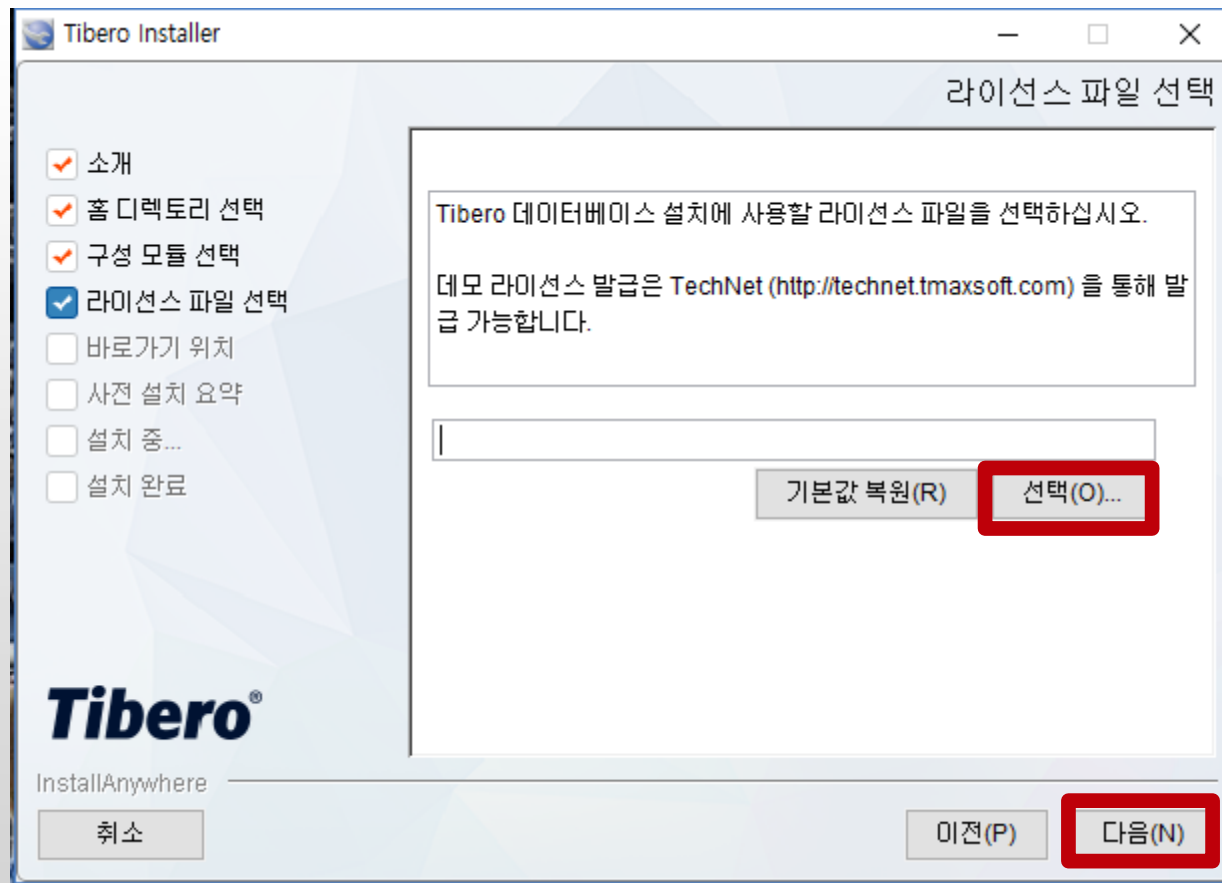 Tibero Installer
라이선스 파일 선택
소개
홈 디렉토리 선택
구성 모듈 선택
라이선스 파일 선택
바로가기 위치
사전 설치 요약
설치 중...
설치 완료
Tibero 데이터베이스 설치에 사용할 라이선스 파일을 선택하십시오.
데모 라이선스 발급은 TechNet (http://technet.tmaxsoft.com) 을 통해 발
급 가능합니다.
기본값 복원(R)
선택(O)...
Tibero®
InstallAnywhere
취소
이전(P)
다음(N)